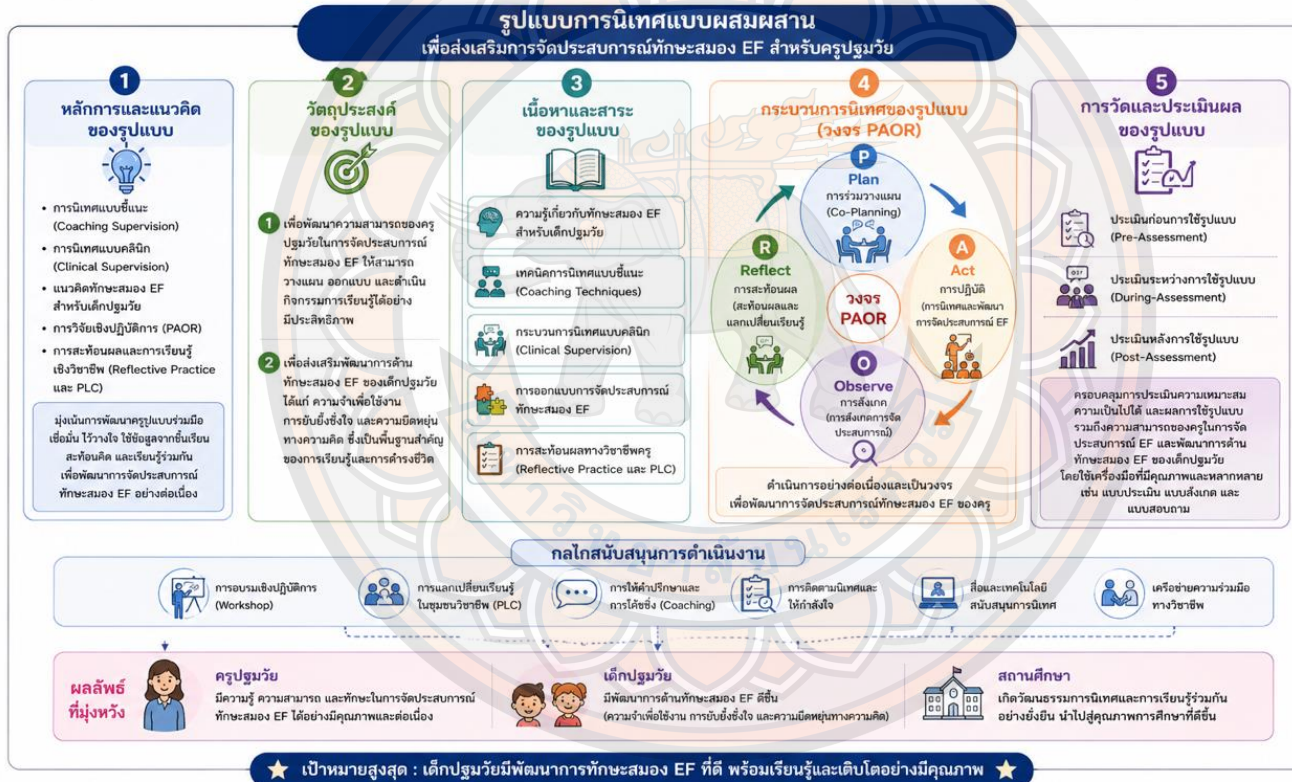 รูปแบบการนิเทศแบบผสมผสาน
เพื่อส่งเสริมการจัดประสบการณ์ทักษะสมอง EF สำหรับครูปฐมวัย
1
หลักการและแนวคิด
ของรูปแบบ
• การนิเทศแบบชี้แนะ
(Coaching Supervision)
• การนิเทศแบบคลินิก
(Clinical Supervision)
• แนวคิดทักษะสมอง EF
สำหรับเด็กปฐมวัย
• การวิจัยเชิงปฏิบัติการ (PAOR)
• การสะท้อนผลและการเรียนรู้
เชิงวิชาชีพ (Reflective Practice
และ PLC)
มุ่งเน้นการพัฒนาครูแบบร่วมมือ
เชื่อมั่น ไว้วางใจ ใช้ข้อมูลจากชั้นเรียน
สะท้อนคิด และเรียนรู้ร่วมกัน
เพื่อพัฒนาการจัดประสบการณ์
ทักษะสมอง EF อย่างต่อเนื่อง
2
วัตถุประสงค์
ของรูปแบบ
1 เพื่อพัฒนาความสามารถของครู
ปฐมวัยในการจัดประสบการณ์
ทักษะสมอง EF ให้สามารถ
วางแผน ออกแบบ และดำเนิน
กิจกรรมการเรียนรู้ได้อย่าง
มีประสิทธิภาพ
2 เพื่อส่งเสริมพัฒนาการด้าน
ทักษะสมอง EF ของเด็กปฐมวัย
ได้แก่ ความจำเพื่อใช้งาน
การยับยั้งชั่งใจ และความยืดหยุ่น
ทางความคิด ซึ่งเป็นพื้นฐานสำคัญ
ของการเรียนรู้และการดำรงชีวิต
3
เนื้อหาและสาระ
ของรูปแบบ
ความรู้เกี่ยวกับทักษะสมอง EF
สำหรับเด็กปฐมวัย
เทคนิคการนิเทศแบบชี้แนะ
(Coaching Techniques)
กระบวนการนิเทศแบบคลินิก
(Clinical Supervision)
การออกแบบการจัดประสบการณ์
ทักษะสมอง EF
การสะท้อนผลทางวิชาชีพครู
(Reflective Practice และ PLC)
4
กระบวนการนิเทศของรูปแบบ
(วงจร PAOR)
P
Plan
การร่วมวางแผน
(Co-Planning)
A
Act
การปฏิบัติ
(การนิเทศและพัฒนา
การจัดประสบการณ์ EF
O
Observe
การสังเกต
(การสังเกตการจัด
ประสบการณ์)
R
Reflect
การสะท้อนผล
(สะท้อนผลและ
แลกเปลี่ยนเรียนรู้
วงจร
PAOR
ดำเนินการอย่างต่อเนื่องและเป็นวงจร
เพื่อพัฒนาการจัดประสบการณ์ทักษะสมอง EF ของครู
5
การวัดและประเมินผล
ของรูปแบบ
ประเมินก่อนการใช้รูปแบบ
(Pre-Assessment)
ประเมินระหว่างการใช้รูปแบบ
(During-Assessment)
ประเมินหลังการใช้รูปแบบ
(Post-Assessment)
ครอบคลุมการประเมินความเหมาะสม
ความเป็นไปได้ และผลการใช้รูปแบบ
รวมถึงความสามารถของครูในการจัด
ประสบการณ์ EF และพัฒนาการด้าน
ทักษะสมอง EF ของเด็กปฐมวัย
โดยใช้เครื่องมือที่มีคุณภาพและหลากหลาย
เช่น แบบประเมิน แบบสังเกต และ
แบบสอบถาม
กลไกสนับสนุนการดำเนินงาน
การอบรมเชิงปฏิบัติการ
(Workshop)
การแลกเปลี่ยนเรียนรู้
ในชุมชนวิชาชีพ (PLC)
การให้คำปรึกษาและ
การโค้ชชิ่ง (Coaching)
การติดตามนิเทศและ
ให้กำลังใจ
สื่อและเทคโนโลยี
สนับสนุนการนิเทศ
เครือข่ายความร่วมมือ
ทางวิชาชีพ
ผลลัพธ์
ที่มุ่งหวัง
ครูปฐมวัย
มีความรู้ ความสามารถ และทักษะในการจัดประสบการณ์
ทักษะสมอง EF ได้อย่างมีคุณภาพและต่อเนื่อง
เด็กปฐมวัย
มีพัฒนาการด้านทักษะสมอง EF ดีขึ้น
(ความจำเพื่อใช้งาน การยับยั้งชั่งใจ และความยืดหยุ่นทางความคิด)
สถานศึกษา
เกิดวัฒนธรรมการนิเทศและการเรียนรู้ร่วมกัน
อย่างยั่งยืน นำไปสู่คุณภาพการศึกษาที่ดีขึ้น
เป้าหมายสูงสุด : เด็กปฐมวัยมีพัฒนาการทักษะสมอง EF ที่ดี พร้อมเรียนรู้และเติบโตอย่างมีคุณภาพ